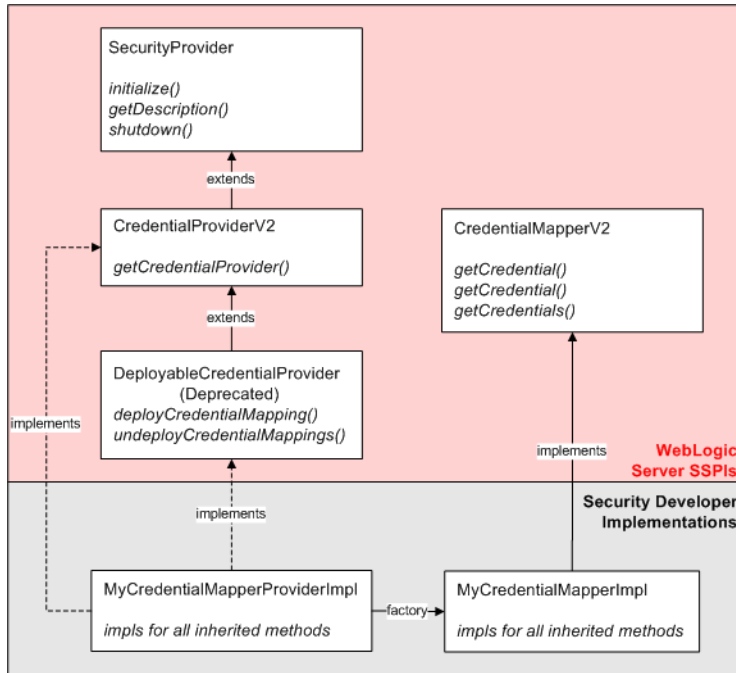 SecurityProvider
initialize()
getDescription()
shutdown()
extends
CredentialProviderV2
getCredentialProvider()
CredentialMapperV2
getCredential()
getCredential()
getCredentials()
extends
DeployableCredentialProvider
(Deprecated)
deployCredentialMapping()
undeployCredentialMappings()
implements
implements
WebLogic
Server SSPIs
Security Developer
Implementations
implements
MyCredentialMapperProviderImpl
impls for all inherited methods
factory
MyCredentialMapperImpl
impls for all inherited methods